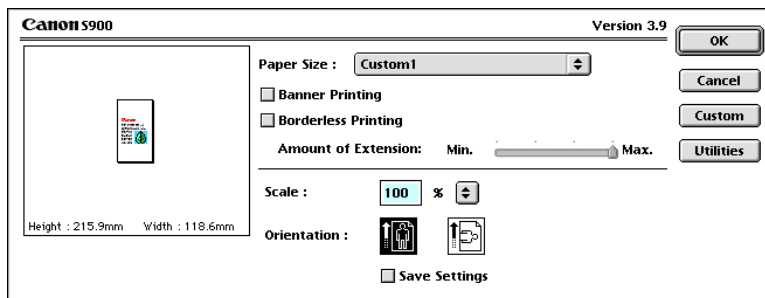 Canon S900
Version 3.9
OK
Paper Size : Custom1
Cancel
Banner Printing
Custom
Borderless Printing
Amount of Extension: Min. Max.
Utilities
Scale : 100 %
Height : 215.9mm Width : 118.6mm
Orientation :
Save Settings